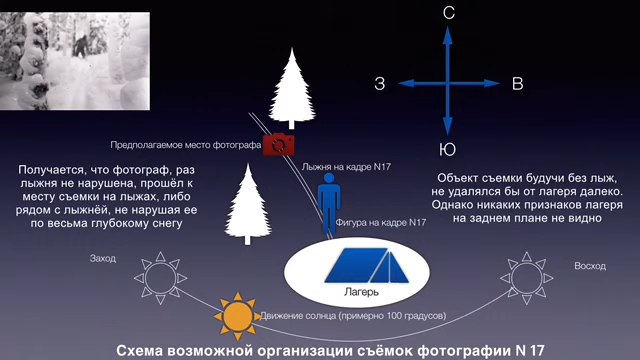 С
З
В
Ю
Предполагаемое место фотографа
Лыжня на кадре N17
Получается, что фотограф, раз
лыжня не нарушена, прошёл к
месту съемки на лыжах, либо
рядом с лыжнёй, не нарушая ее
по весьма глубокому снегу
Объект съемки будучи без лыж,
не удалялся бы от лагеря далеко.
Однако никаких признаков лагеря
на заднем плане не видно
Фигура на кадре N17
Заход
Восход
Лагерь
Движение солнца (примерно 100 градусов)
Схема возможной организации съёмок фотографии N 17